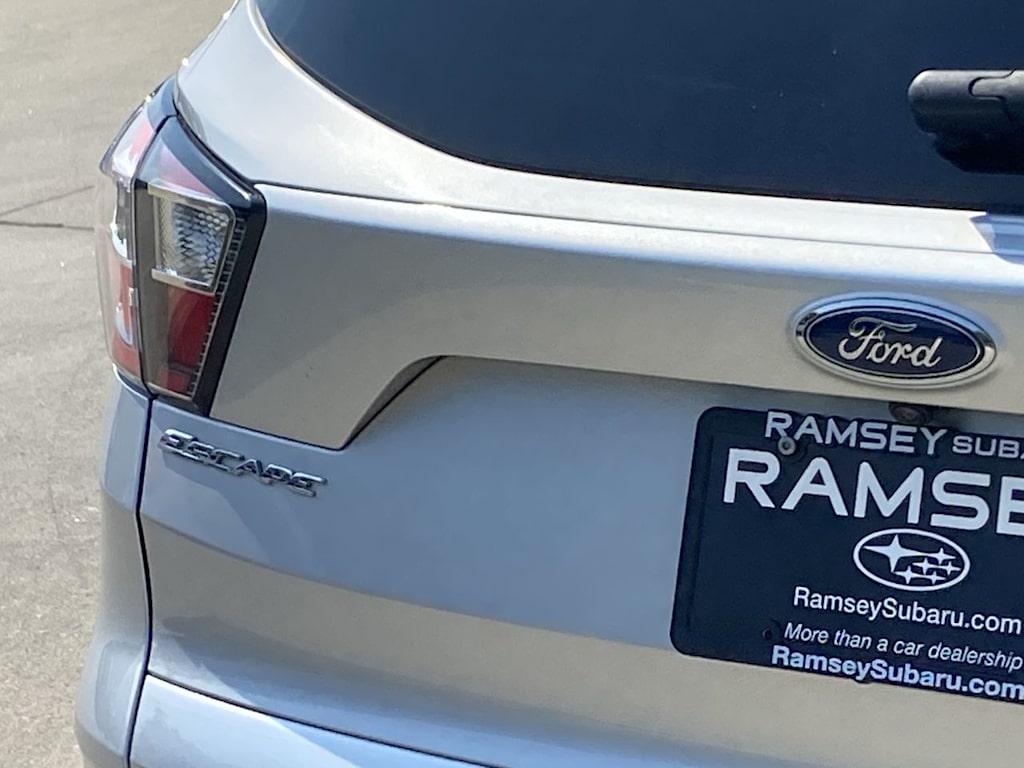 Ford
ESCAPE
RAMSEY SUBA
RAMSE
RamseySubaru.com
More than a car dealership
RamseySubaru.com